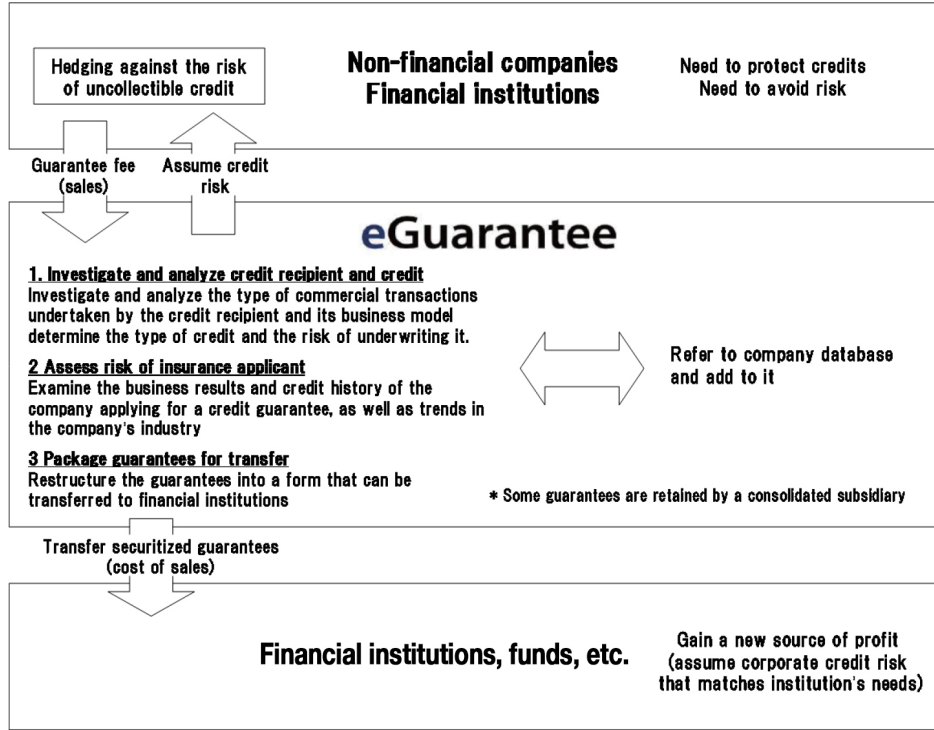 Hedging against the risk
of uncollectible credit
Non-financial companies
Financial institutions
Need to protect credits
Need to avoid risk
Guarantee fee
(sales)
Assume credit
risk
eGuarantee
1. Investigate and analyze credit recipient and credit
Investigate and analyze the type of commercial transactions
undertaken by the credit recipient and its business model
determine the type of credit and the risk of underwriting it.
2 Assess risk of insurance applicant
Examine the business results and credit history of the
company applying for a credit guarantee, as well as trends in
the company's industry
3 Package guarantees for transfer
Restructure the guarantees into a form that can be
transferred to financial institutions
Refer to company database
and add to it
* Some guarantees are retained by a consolidated subsidiary
Transfer securitized guarantees
(cost of sales)
Financial institutions, funds, etc.
Gain a new source of profit
(assume corporate credit risk
that matches institution's needs)